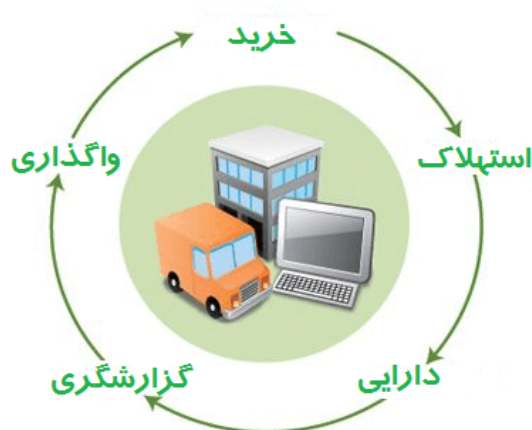 خرید
استهلاک
دارایی
گزارشگری
واگذاری